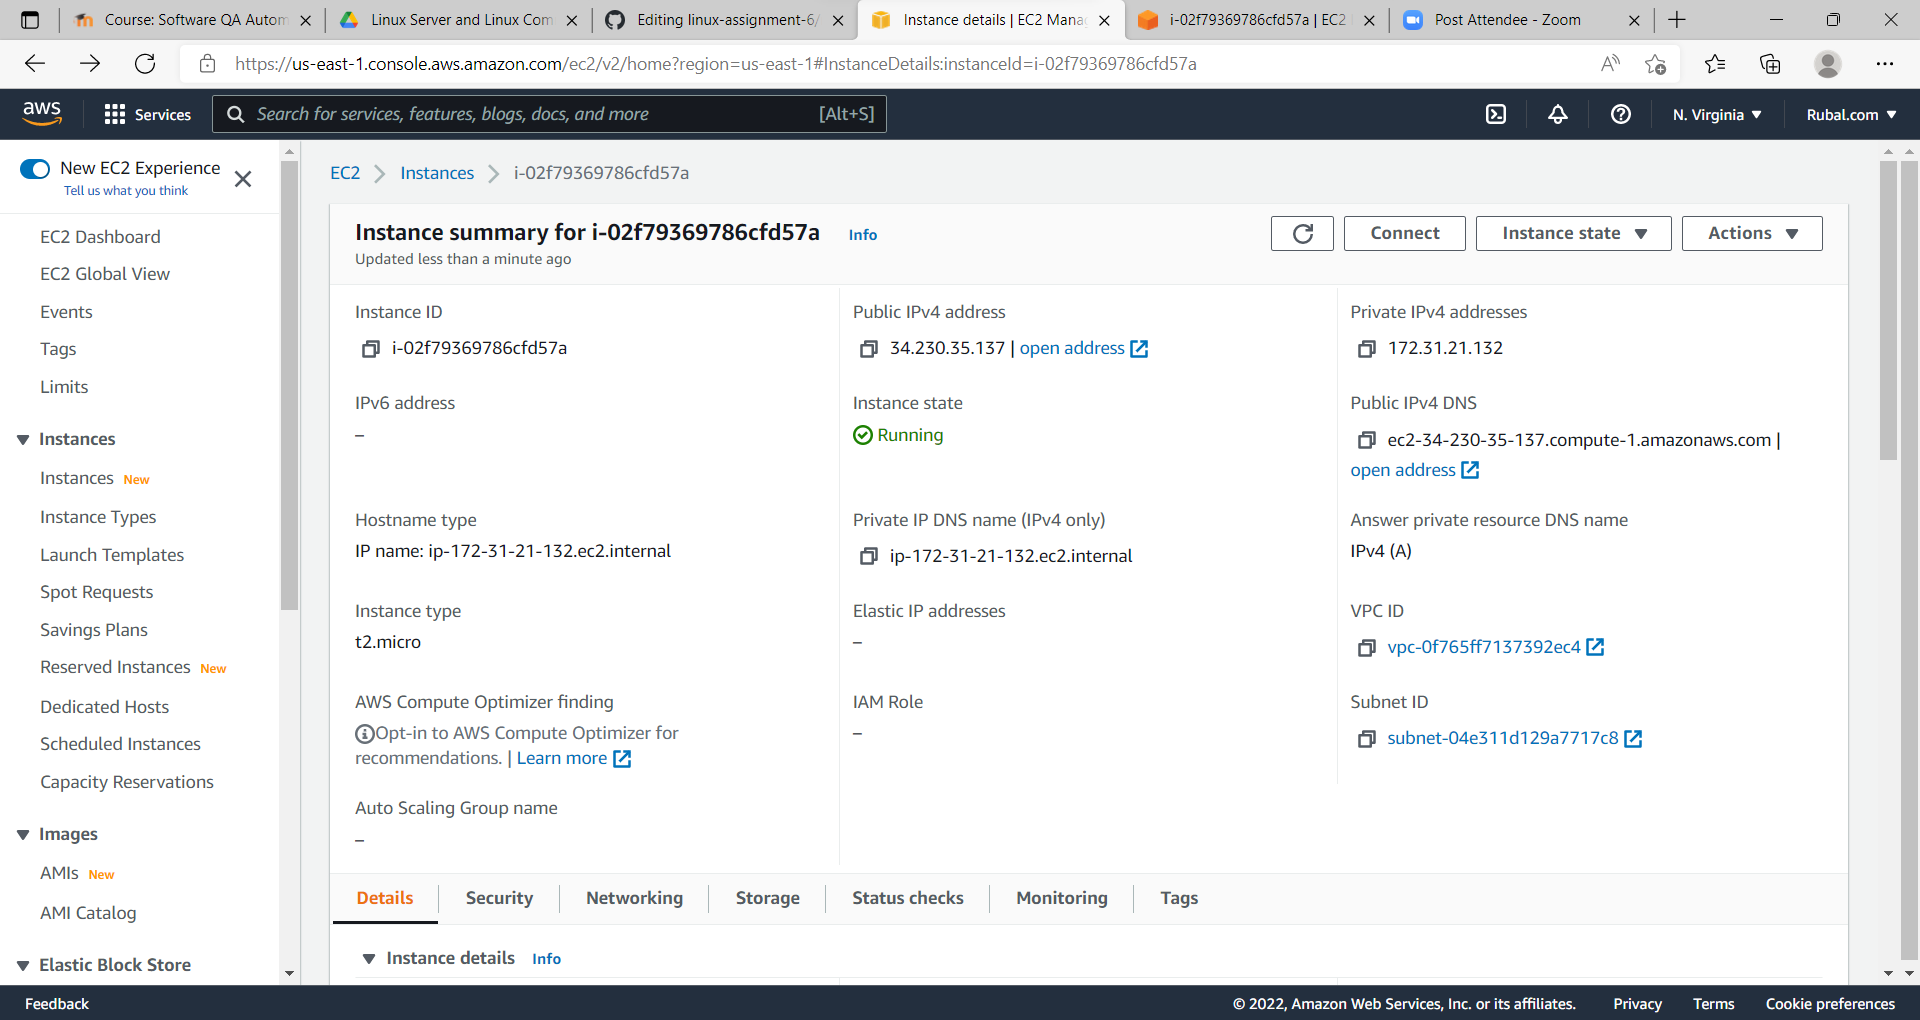 Course: Software QA Autom
Linux Server and Linux Com
Editing linux-assignment-6/
Instance details | EC2 Mana
i-02f79369786cfd57a | EC2
Post Attendee - Zoom
https://us-east-1.console.aws.amazon.com/ec2/v2/home?region=us-east-1#InstanceDetails:instanceId=i-02f79369786cfd57a
aws
Services
Search for services, features, blogs, docs, and more
[Alt+S]
N. Virginia
Rubal.com
New EC2 Experience
Tell us what you think
EC2 Dashboard
EC2 Global View
Events
Tags
Limits
Instances
Instances New
Instance Types
Launch Templates
Spot Requests
Savings Plans
Reserved Instances New
Dedicated Hosts
Scheduled Instances
Capacity Reservations
Images
AMIs New
AMI Catalog
Elastic Block Store
EC2 > Instances > i-02f79369786cfd57a
Instance summary for i-02f79369786cfd57a Info
Updated less than a minute ago
Connect
Instance state
Actions
Instance ID
i-02f79369786cfd57a
Public IPv4 address
34.230.35.137 | open address
Private IPv4 addresses
172.31.21.132
IPv6 address
–
Instance state
Running
Public IPv4 DNS
ec2-34-230-35-137.compute-1.amazonaws.com |
open address
Hostname type
IP name: ip-172-31-21-132.ec2.internal
Private IP DNS name (IPv4 only)
ip-172-31-21-132.ec2.internal
Answer private resource DNS name
IPv4 (A)
Instance type
t2.micro
Elastic IP addresses
–
VPC ID
vpc-0f765ff7137392ec4
AWS Compute Optimizer finding
Opt-in to AWS Compute Optimizer for
recommendations. | Learn more
IAM Role
–
Subnet ID
subnet-04e311d129a7717c8
Auto Scaling Group name
–
Details
Security
Networking
Storage
Status checks
Monitoring
Tags
Instance details Info
Feedback
© 2022, Amazon Web Services, Inc. or its affiliates.
Privacy
Terms
Cookie preferences